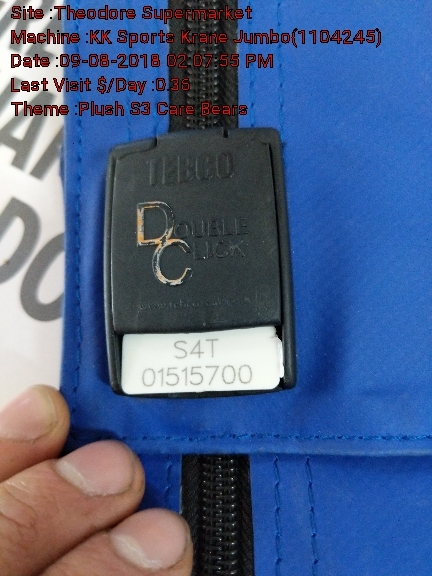 Site :Theodore Supermarket
Machine :KK Sports Krane Jumbo(1104245)
Date :09-08-2018 02:07:55 PM
Last Visit $/Day :0.36
Theme :Plush S3 Care Bears
DOUBLE
CLICK
S4T
01515700